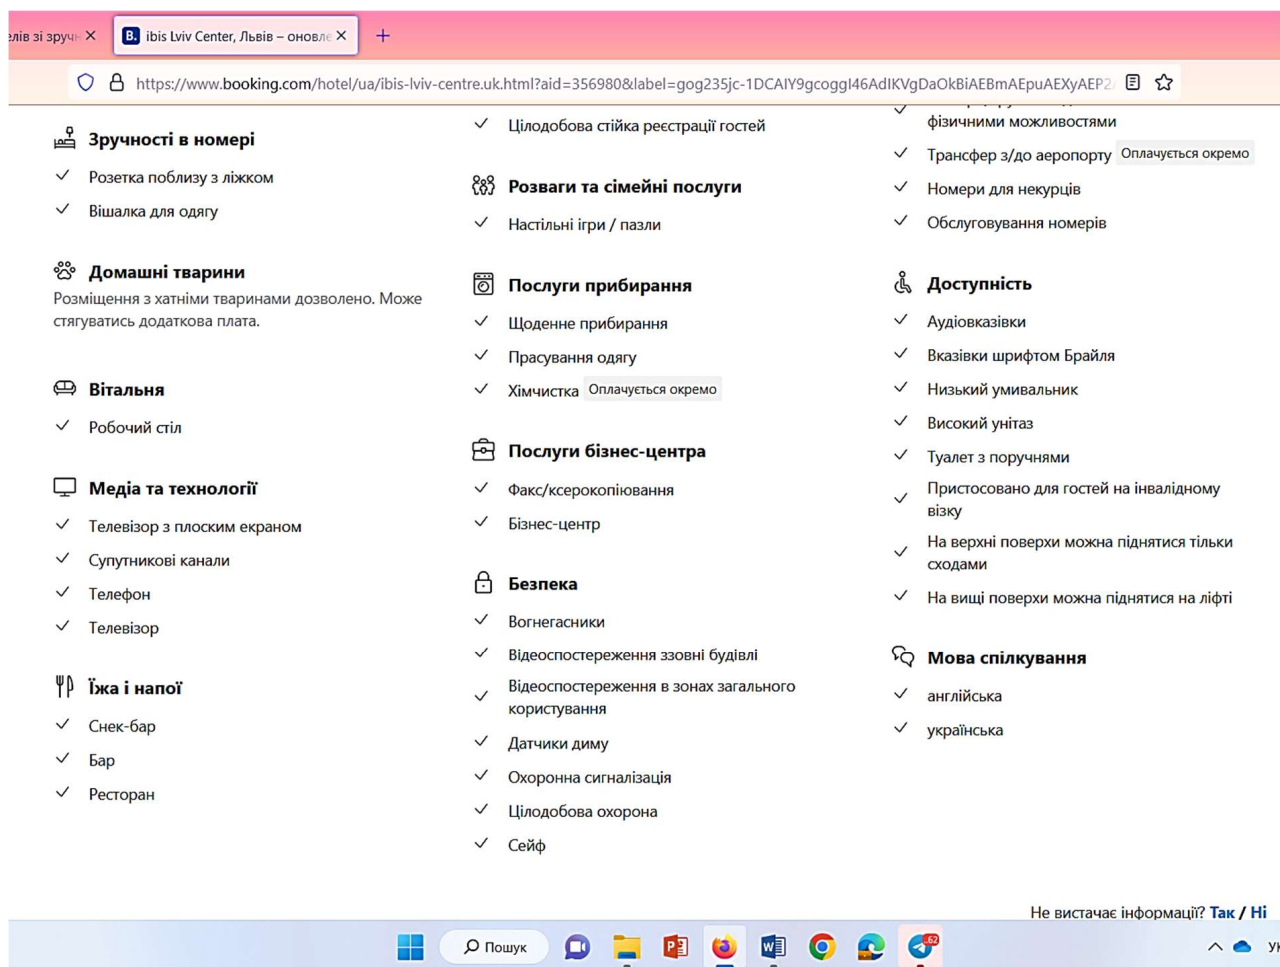 елів зі зручн
B. ibis Lviv Center, Львів – оновле
https://www.booking.com/hotel/ua/ibis-lviv-centre.uk.html?aid=356980&label=gog235jc-1DCAIY9gcoggI46AdIKVgDaOkBiAEBmAEpuAEXyAEP2
Зручності в номері
Розетка поблизу з ліжком
Вішалка для одягу
Домашні тварини
Розміщення з хатніми тваринами дозволено. Може
стягуватись додаткова плата.
Вітальня
Робочий стіл
Медіа та технології
Телевізор з плоским екраном
Супутникові канали
Телефон
Телевізор
Їжа і напої
Снек-бар
Бар
Ресторан
Цілодобова стійка реєстрації гостей
Розваги та сімейні послуги
Настільні ігри / пазли
Послуги прибирання
Щоденне прибирання
Прасування одягу
Хімчистка Оплачується окремо
Послуги бізнес-центра
Факс/ксерокопіювання
Бізнес-центр
Безпека
Вогнегасники
Відеоспостереження ззовні будівлі
Відеоспостереження в зонах загального
користування
Датчики диму
Охоронна сигналізація
Цілодобова охорона
Сейф
фізичними можливостями
Трансфер з/до аеропорту Оплачується окремо
Номери для некурців
Обслуговування номерів
Доступність
Аудіовказівки
Вказівки шрифтом Брайля
Низький умивальник
Високий унітаз
Туалет з поручнями
Пристосовано для гостей на інвалідному
візку
На верхні поверхи можна піднятися тільки
сходами
На вищі поверхи можна піднятися на ліфті
Мова спілкування
англійська
українська
Не вистачає інформації? Так / Ні
Пошук
62
УК